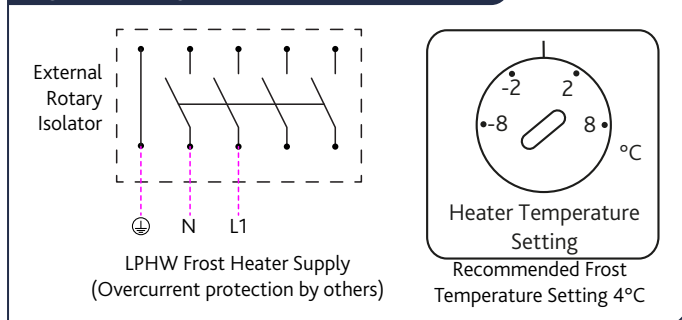 External
Rotary
Isolator
N L1
LPHW Frost Heater Supply
(Overcurrent protection by others)
-2 2
-8 8
°C
Heater Temperature
Setting
Recommended Frost
Temperature Setting 4°C